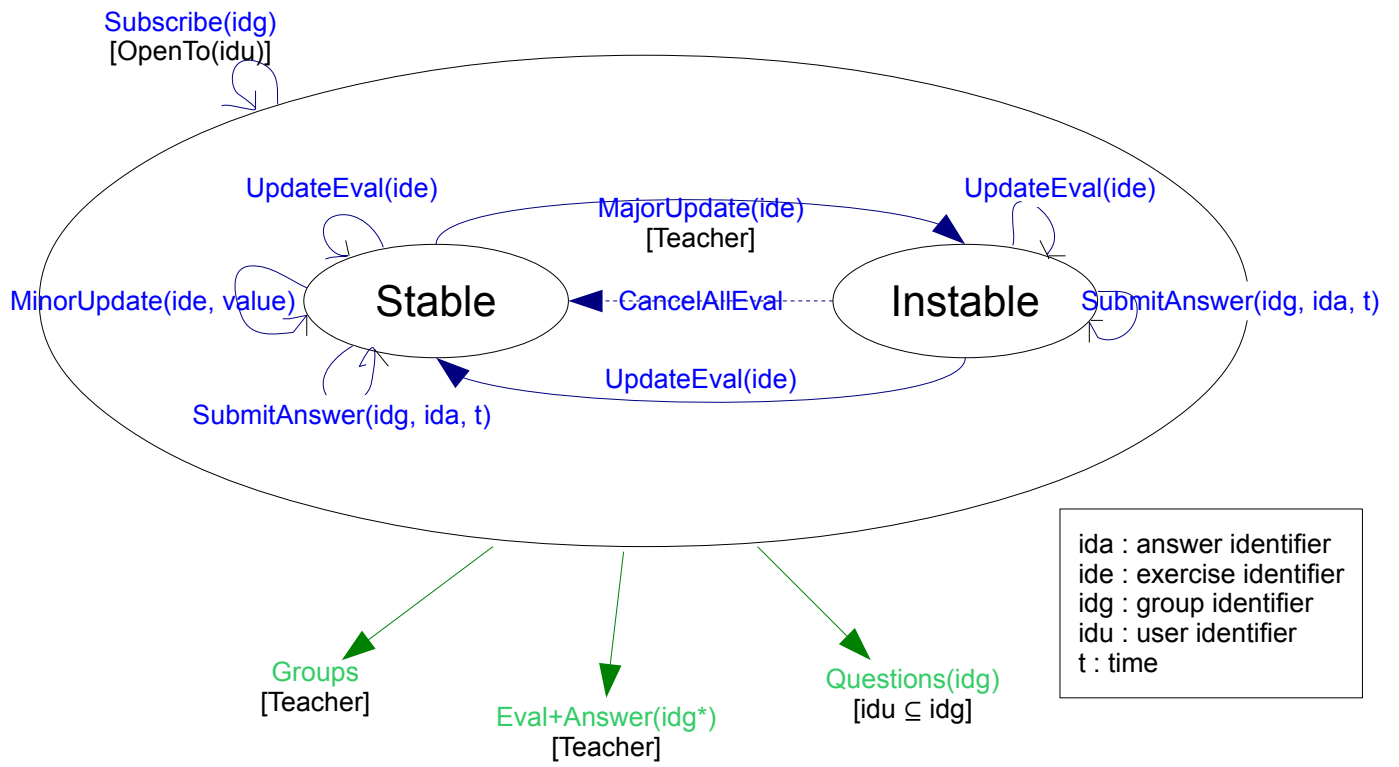 Subscribe(idg)
[OpenTo(idu)]
UpdateEval(ide)
MajorUpdate(ide)
[Teacher]
UpdateEval(ide)
MinorUpdate(ide, value)
Stable
CancelAllEval
Instable
SubmitAnswer(idg, ida, t)
UpdateEval(ide)
SubmitAnswer(idg, ida, t)
ida : answer identifier
ide : exercise identifier
idg : group identifier
idu : user identifier
t : time
Groups
[Teacher]
Eval+Answer(idg*)
[Teacher]
Questions(idg)
[idu ⊆ idg]